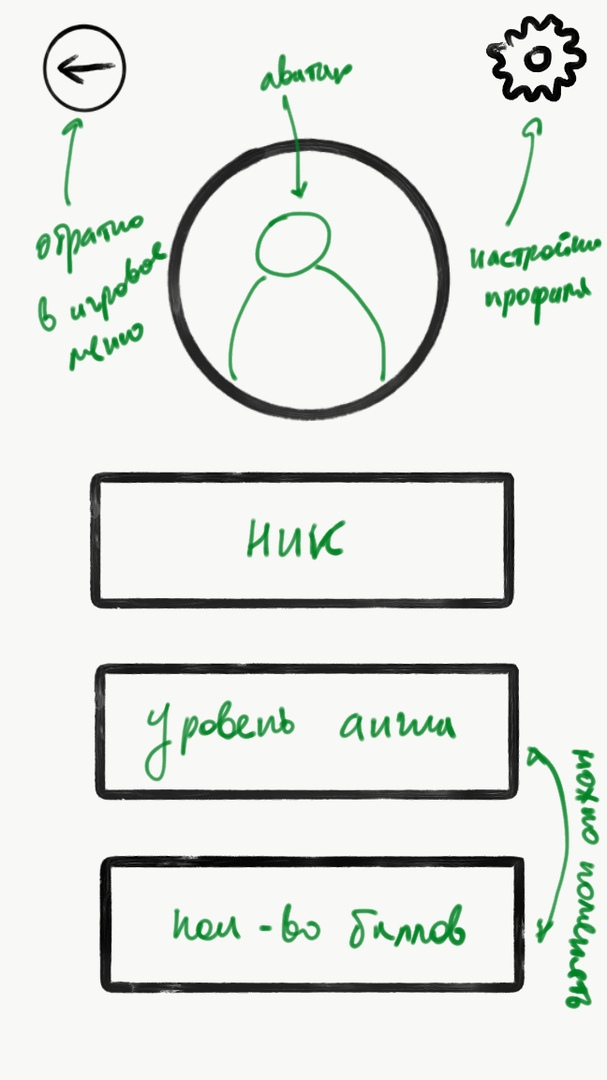 аватар
обратно
в игровое
меню
настройки
профиля
ник
Уровень англ
можно поменять
кол-во баллов